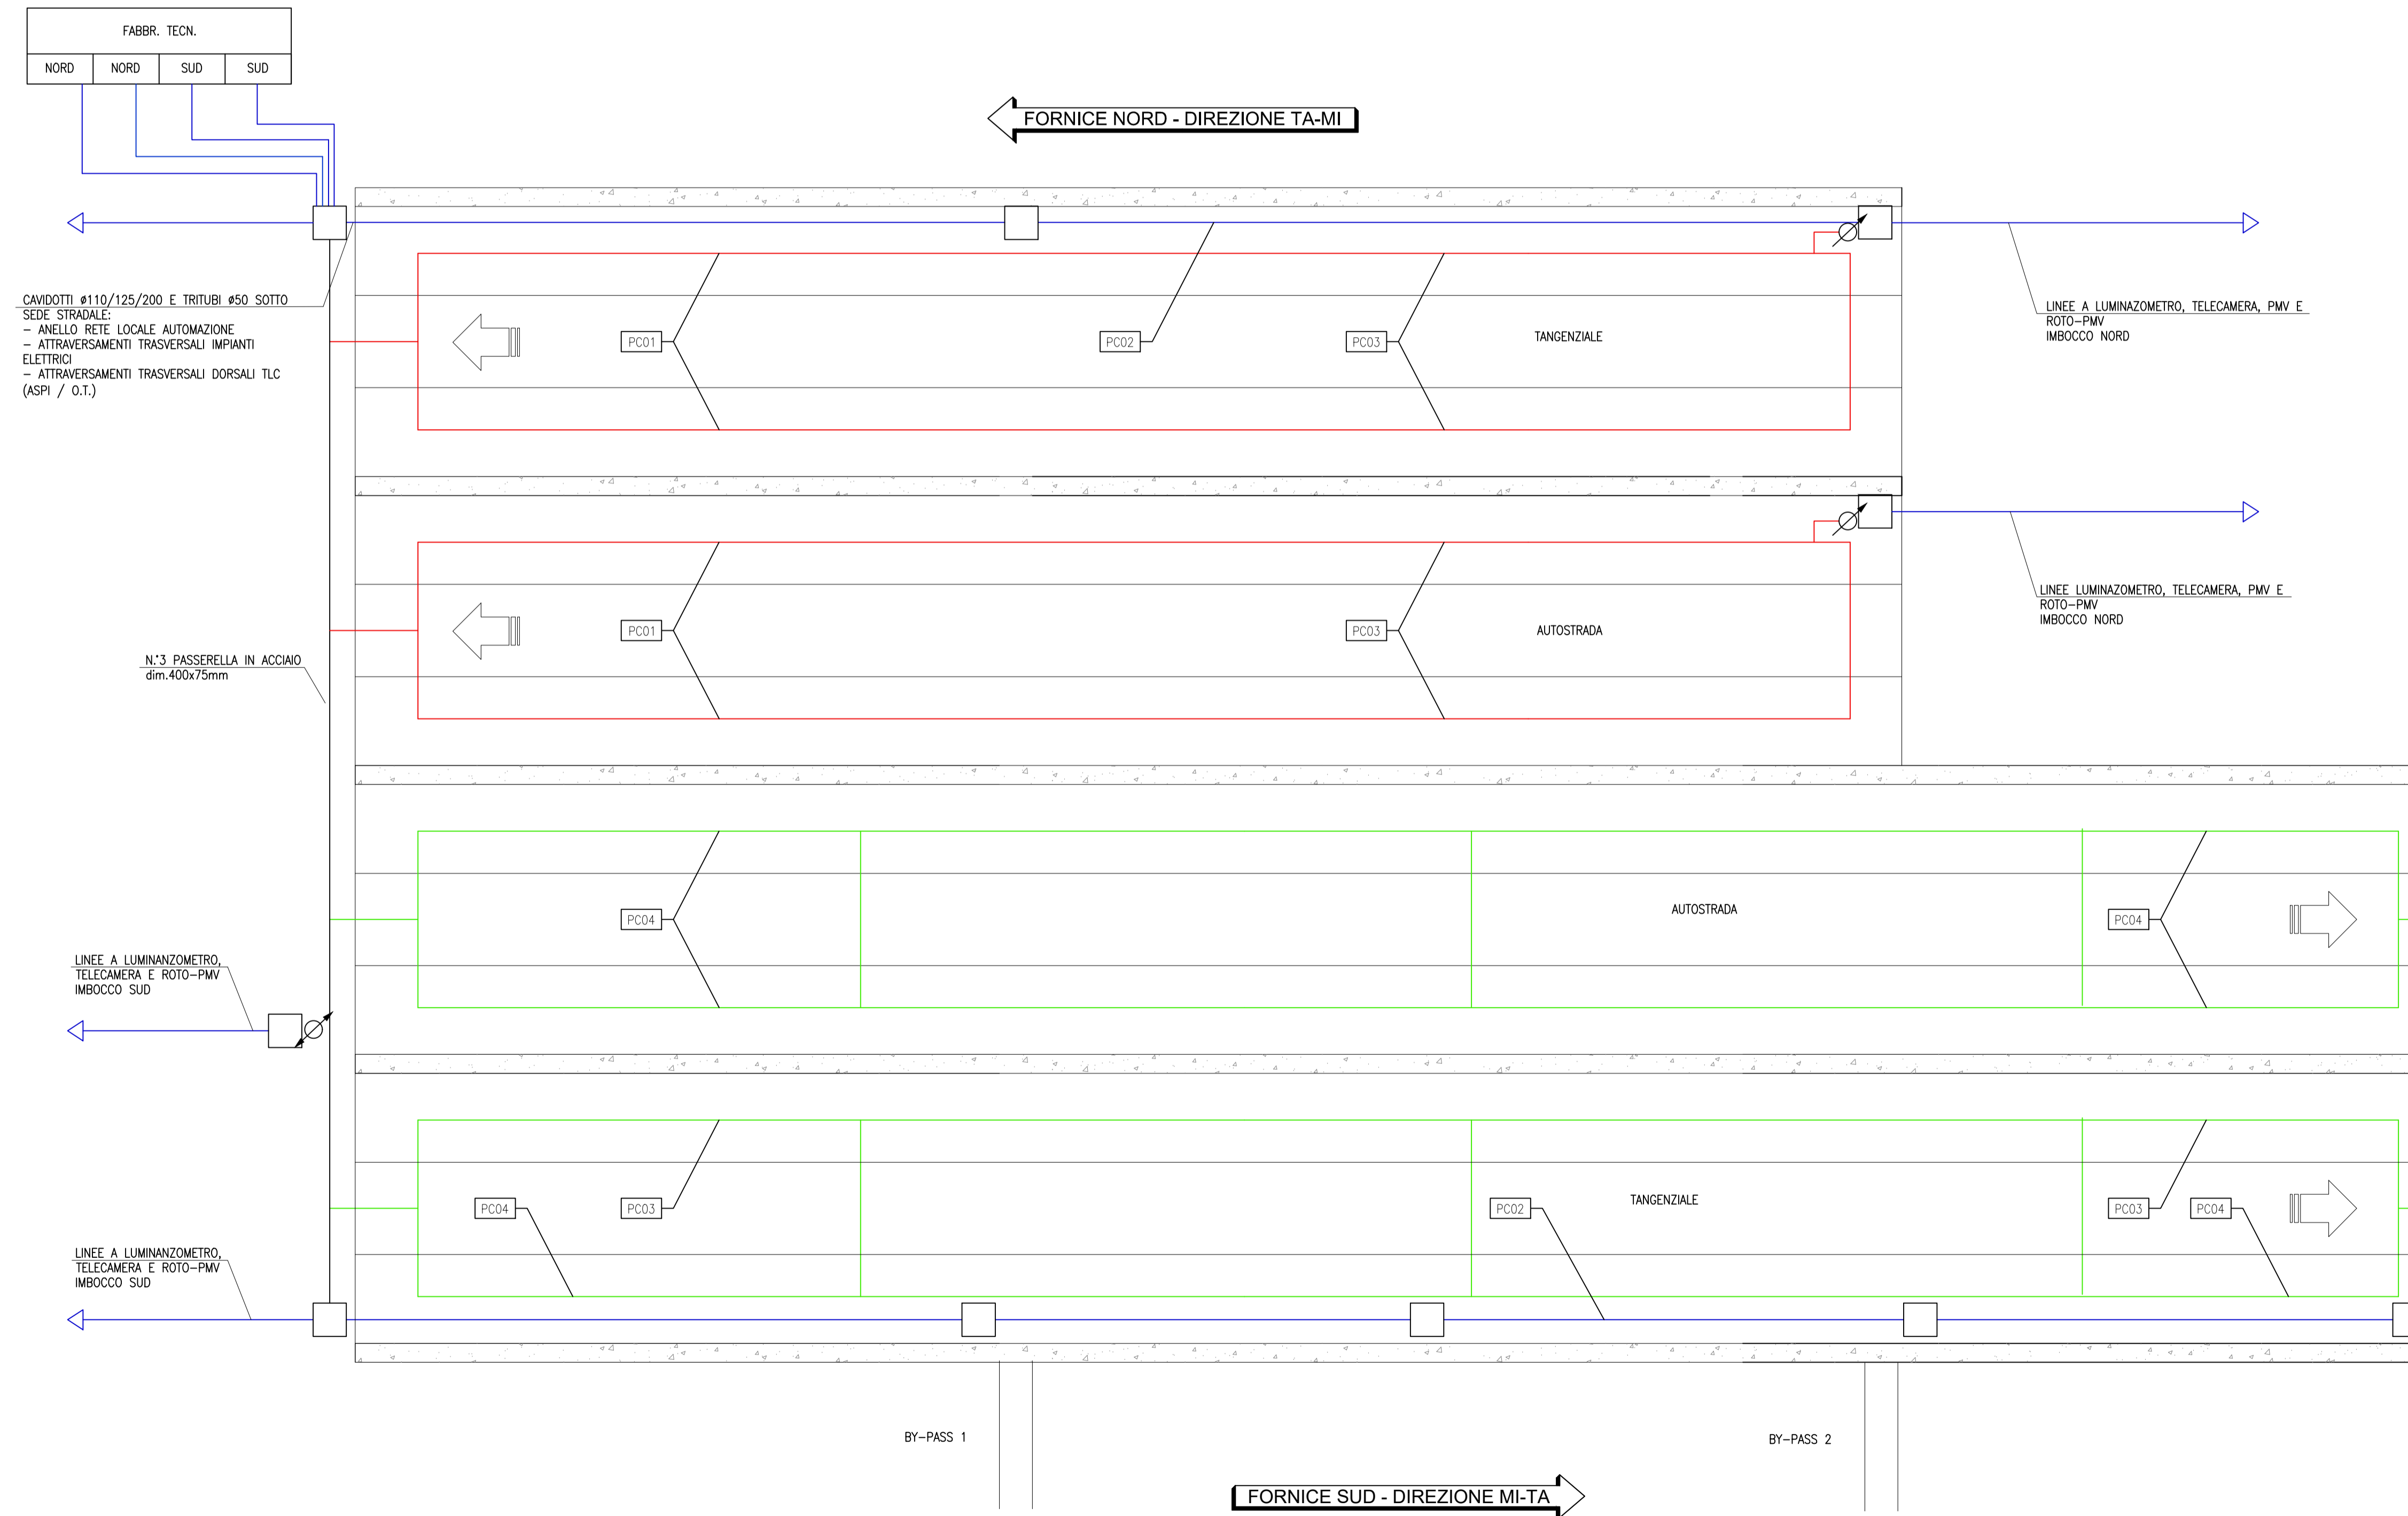 FABBR. TECN.
NORD NORD SUD SUD
FORNICE NORD - DIREZIONE TA-MI
CAVIDOTTI ø110/125/200 E TRITUBI ø50 SOTTO
SEDE STRADALE:
- ANELLO RETE LOCALE AUTOMAZIONE
- ATTRAVERSAMENTI TRASVERSALI IMPIANTI
ELETTRICI
- ATTRAVERSAMENTI TRASVERSALI DORSALI TLC
(ASPI / O.T.)
PC01
PC02
PC03
TANGENZIALE
LINEE A LUMINAZOMETRO, TELECAMERA, PMV E
ROTO-PMV
IMBOCCO NORD
PC01
PC03
AUTOSTRADA
LINEE LUMINAZOMETRO, TELECAMERA, PMV E
ROTO-PMV
IMBOCCO NORD
N.°3 PASSERELLA IN ACCIAIO
dim.400x75mm
PC04
AUTOSTRADA
PC04
LINEE A LUMINANZOMETRO,
TELECAMERA E ROTO-PMV
IMBOCCO SUD
PC04
PC03
PC02
TANGENZIALE
PC03
PC04
LINEE A LUMINANZOMETRO,
TELECAMERA E ROTO-PMV
IMBOCCO SUD
BY-PASS 1
BY-PASS 2
FORNICE SUD - DIREZIONE MI-TA